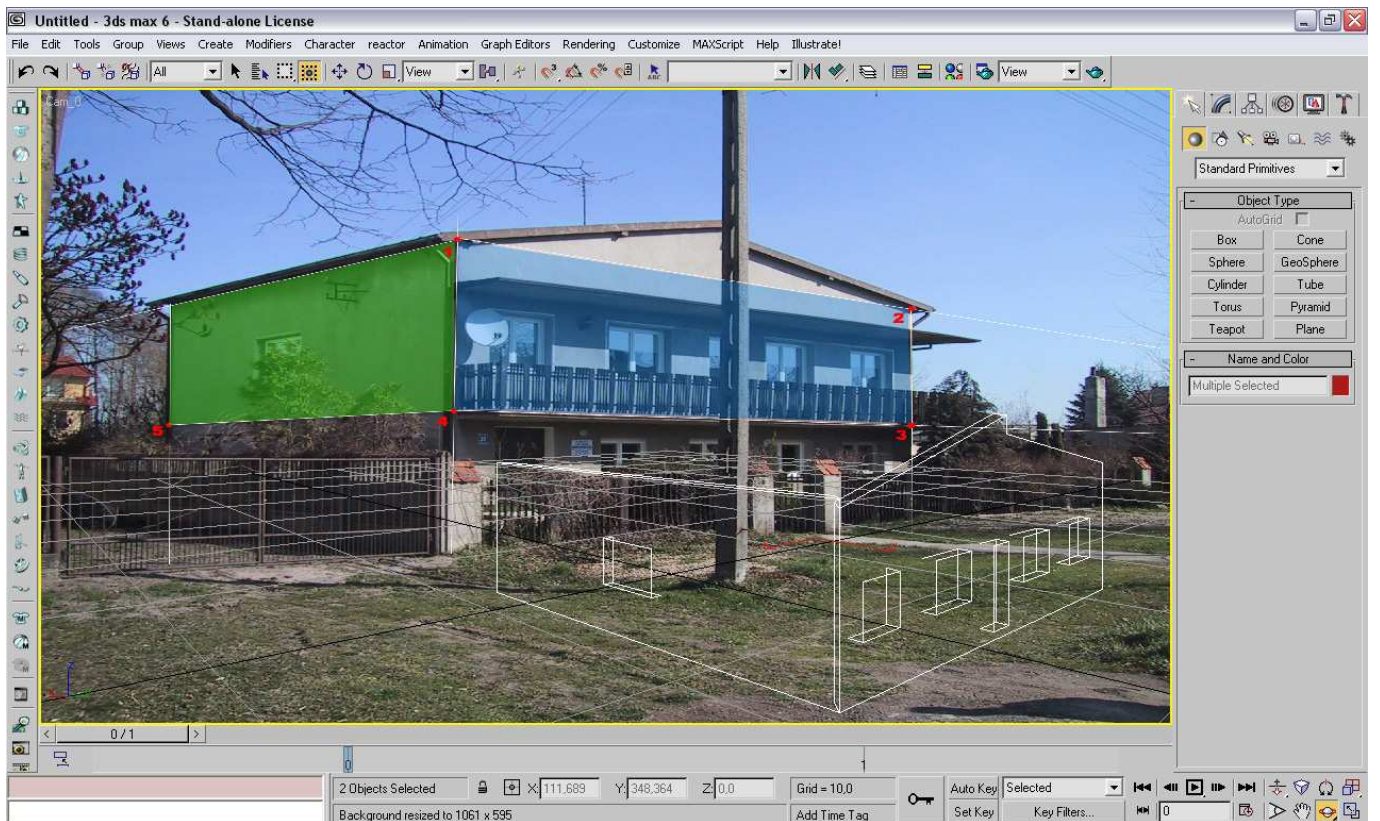 Untitled - 3ds max 6 - Stand-alone License
File Edit Tools Group Views Create Modifiers Character reactor Animation Graph Editors Rendering Customize MAXScript Help Illustrate!
All View ABC View
Cam_0
2
4
3
5
Standard Primitives
- Object Type
AutoGrid
Box Cone
Sphere GeoSphere
Cylinder Tube
Torus Pyramid
Teapot Plane
- Name and Color
Multiple Selected
z
< 0 / 1 >
0 1
2 Objects Selected X: 111,689 Y: 348,364 Z: 0,0 Grid = 10,0 Auto Key Selected
Background resized to 1061 x 595 Add Time Tag Set Key Key Filters... 0